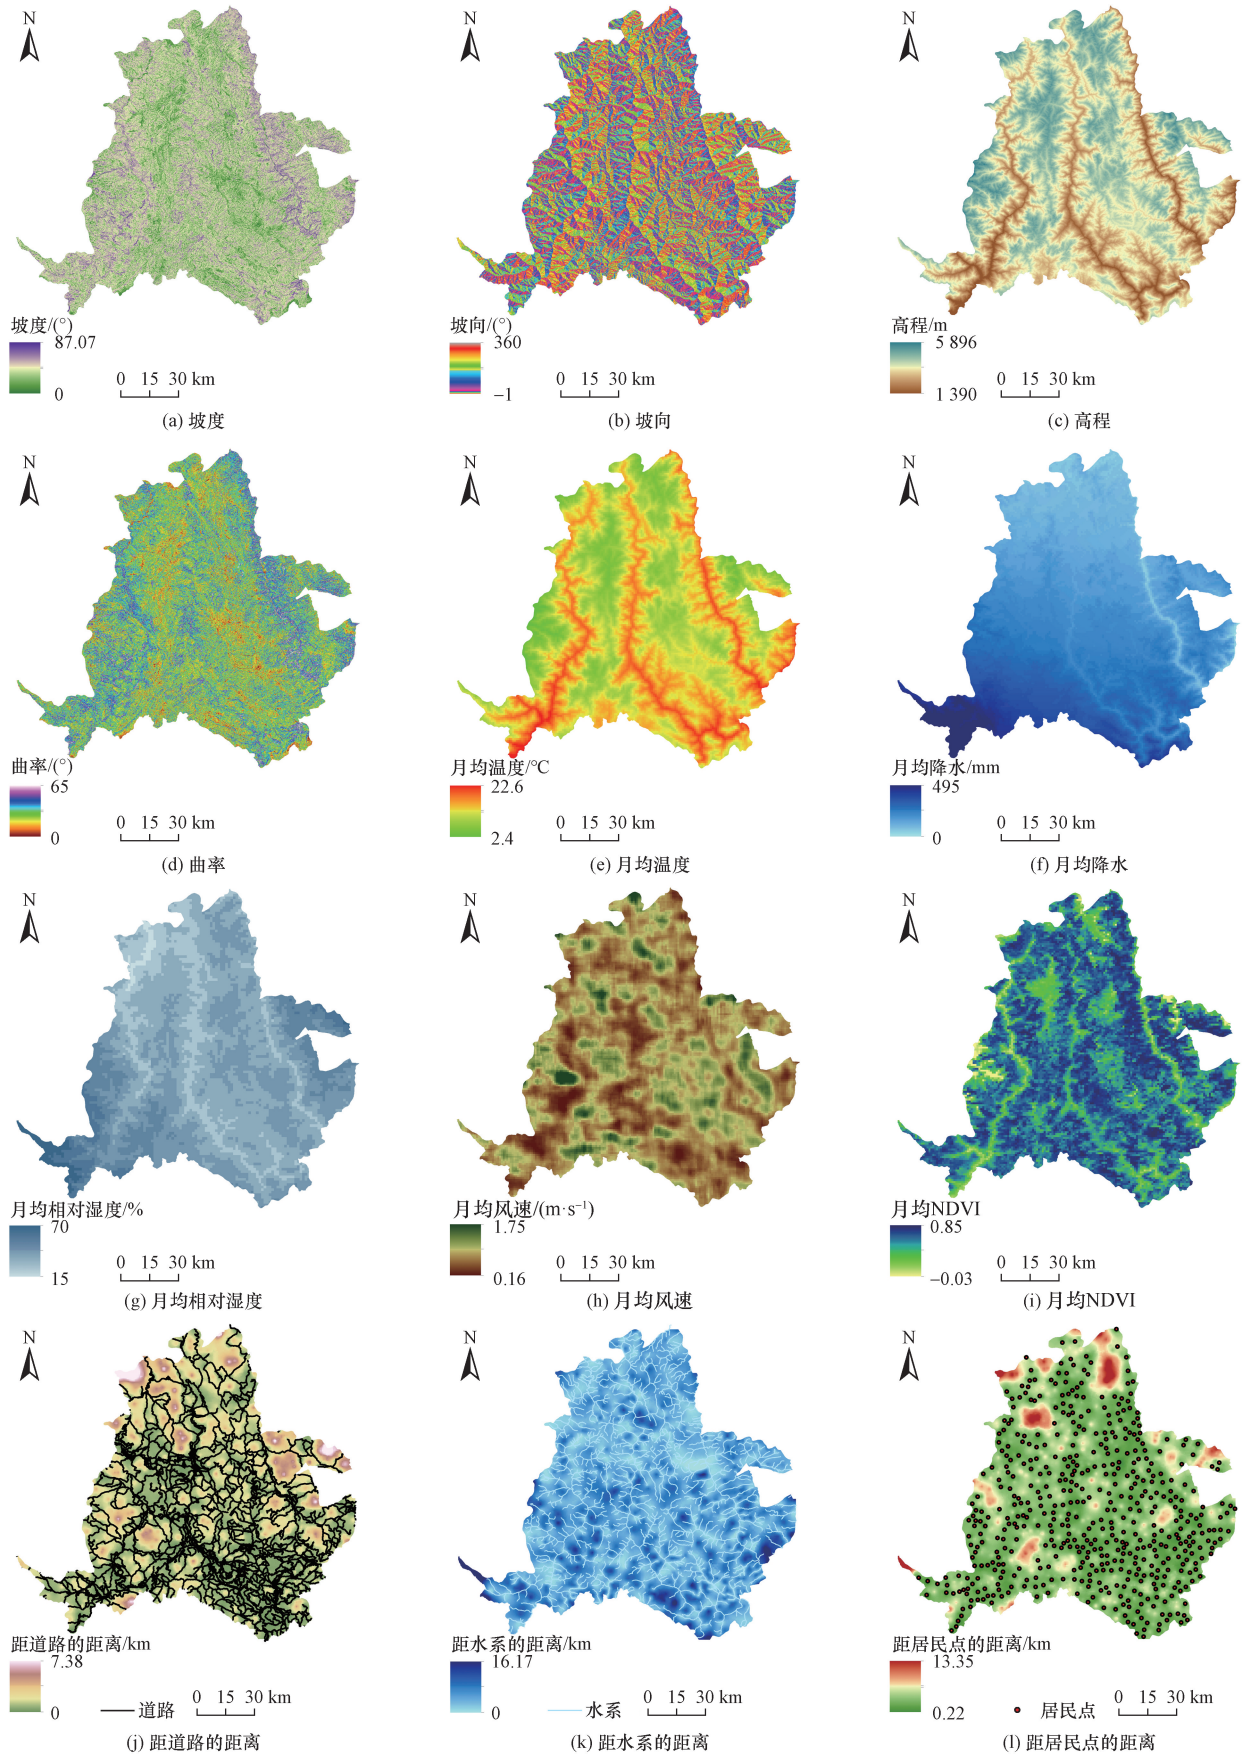 N
坡度/(°)
87.07
0
0 15 30 km
(a) 坡度
N
坡向/(°)
360
−1
0 15 30 km
(b) 坡向
N
高程/m
5 896
1 390
0 15 30 km
(c) 高程
N
曲率/(°)
65
0
0 15 30 km
(d) 曲率
N
月均温度/℃
22.6
2.4
0 15 30 km
(e) 月均温度
N
月均降水/mm
495
0
0 15 30 km
(f) 月均降水
N
月均相对湿度/%
70
15
0 15 30 km
(g) 月均相对湿度
N
月均风速/(m·s⁻¹)
1.75
0.16
0 15 30 km
(h) 月均风速
N
月均NDVI
0.85
−0.03
0 15 30 km
(i) 月均NDVI
N
距道路的距离/km
7.38
0
道路
0 15 30 km
(j) 距道路的距离
N
距水系的距离/km
16.17
0
水系
0 15 30 km
(k) 距水系的距离
N
距居民点的距离/km
13.35
0.22
居民点
0 15 30 km
(l) 距居民点的距离